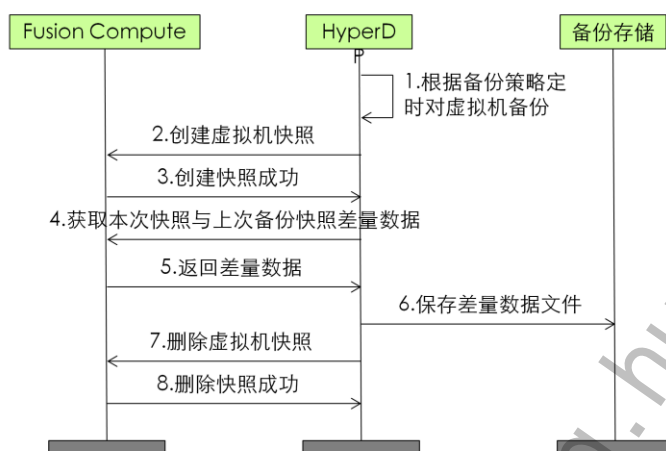 Fusion Compute
HyperD
P
备份存储
1.根据备份策略定
时对虚拟机备份
2.创建虚拟机快照
3.创建快照成功
4.获取本次快照与上次备份快照差量数据
5.返回差量数据
6.保存差量数据文件
7.删除虚拟机快照
8.删除快照成功
g.hu